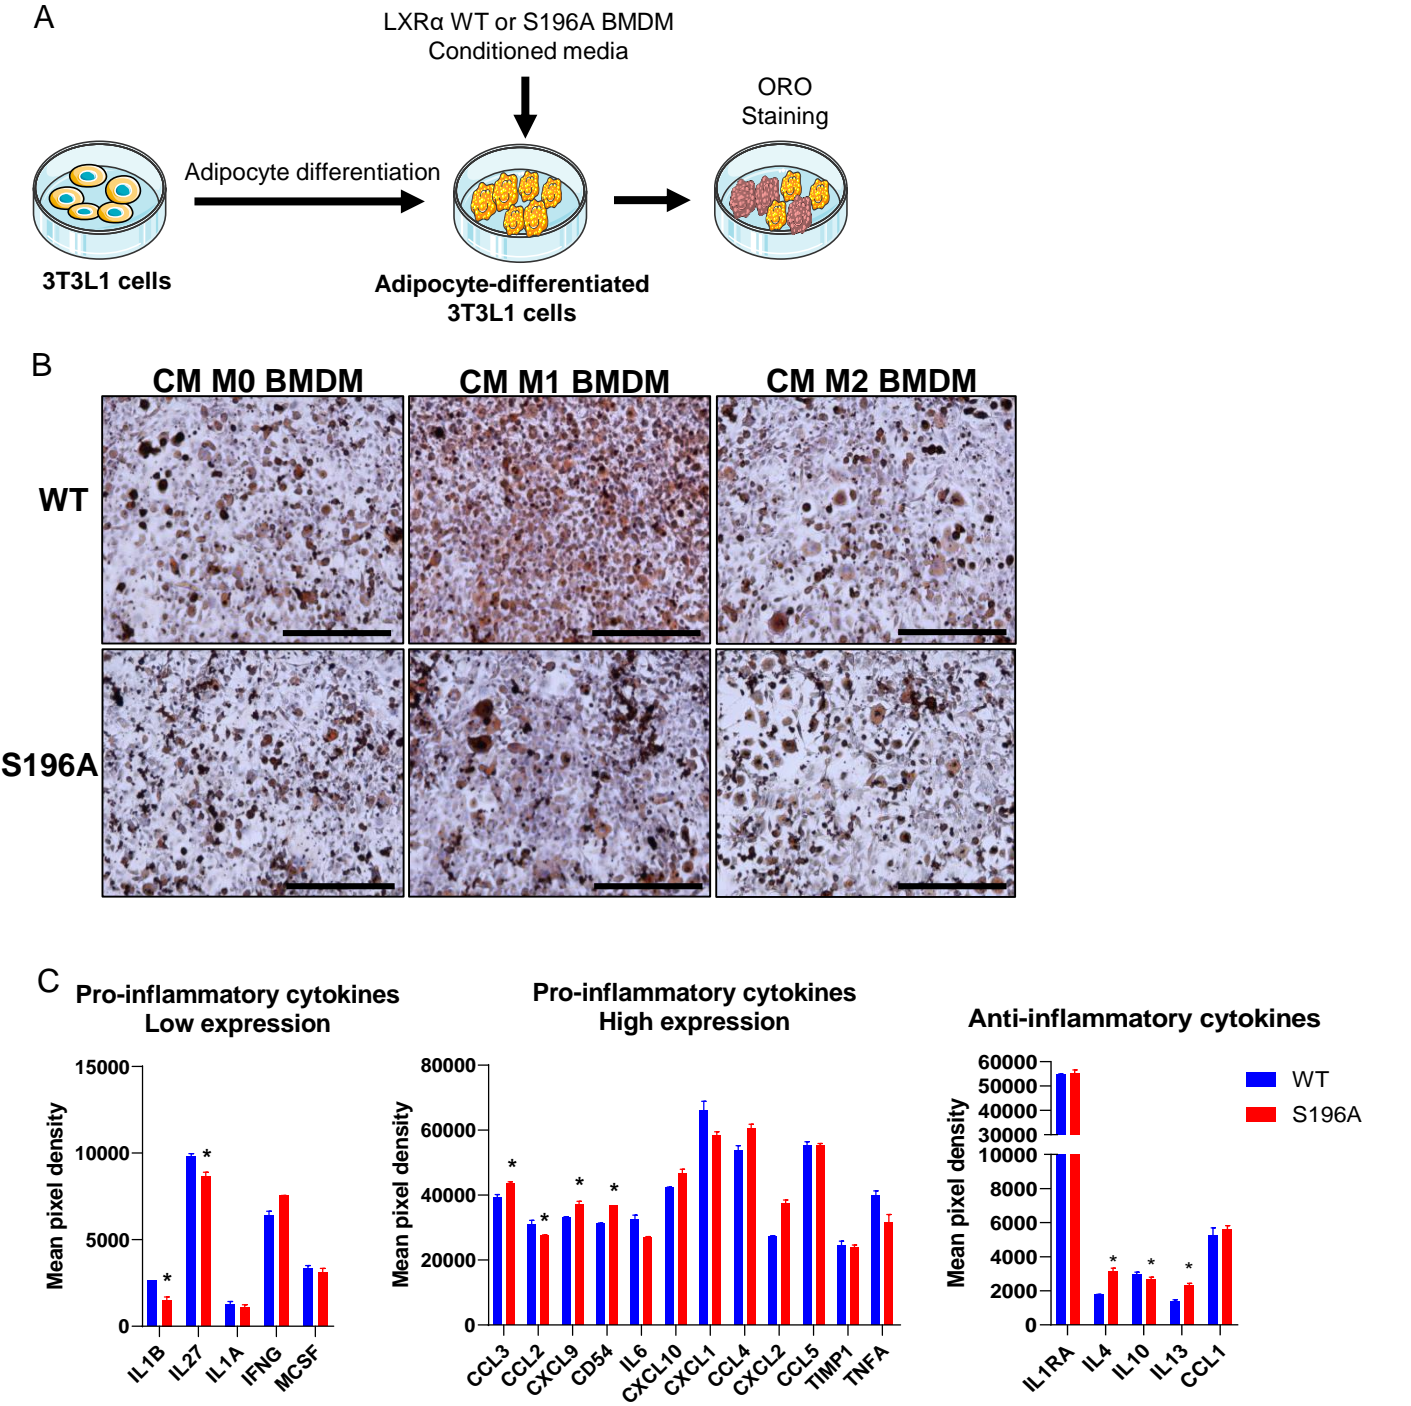 A
LXRα WT or S196A BMDM
Conditioned media
ORO
Staining
Adipocyte differentiation
3T3L1 cells
Adipocyte-differentiated
3T3L1 cells
B
CM M0 BMDM
CM M1 BMDM
CM M2 BMDM
WT
S196A
C
Pro-inflammatory cytokines
Low expression
Mean pixel density
15000
10000
5000
0
*
*
IL1B
IL27
IL1A
IFNG
MCSF
Pro-inflammatory cytokines
High expression
Mean pixel density
80000
60000
40000
20000
0
*
*
*
*
CCL3
CCL2
CXCL9
CD54
IL6
CXCL10
CXCL1
CCL4
CXCL2
CCL5
TIMP1
TNFA
Anti-inflammatory cytokines
Mean pixel density
60000
50000
40000
30000
10000
8000
6000
4000
2000
0
*
*
*
IL1RA
IL4
IL10
IL13
CCL1
WT
S196A